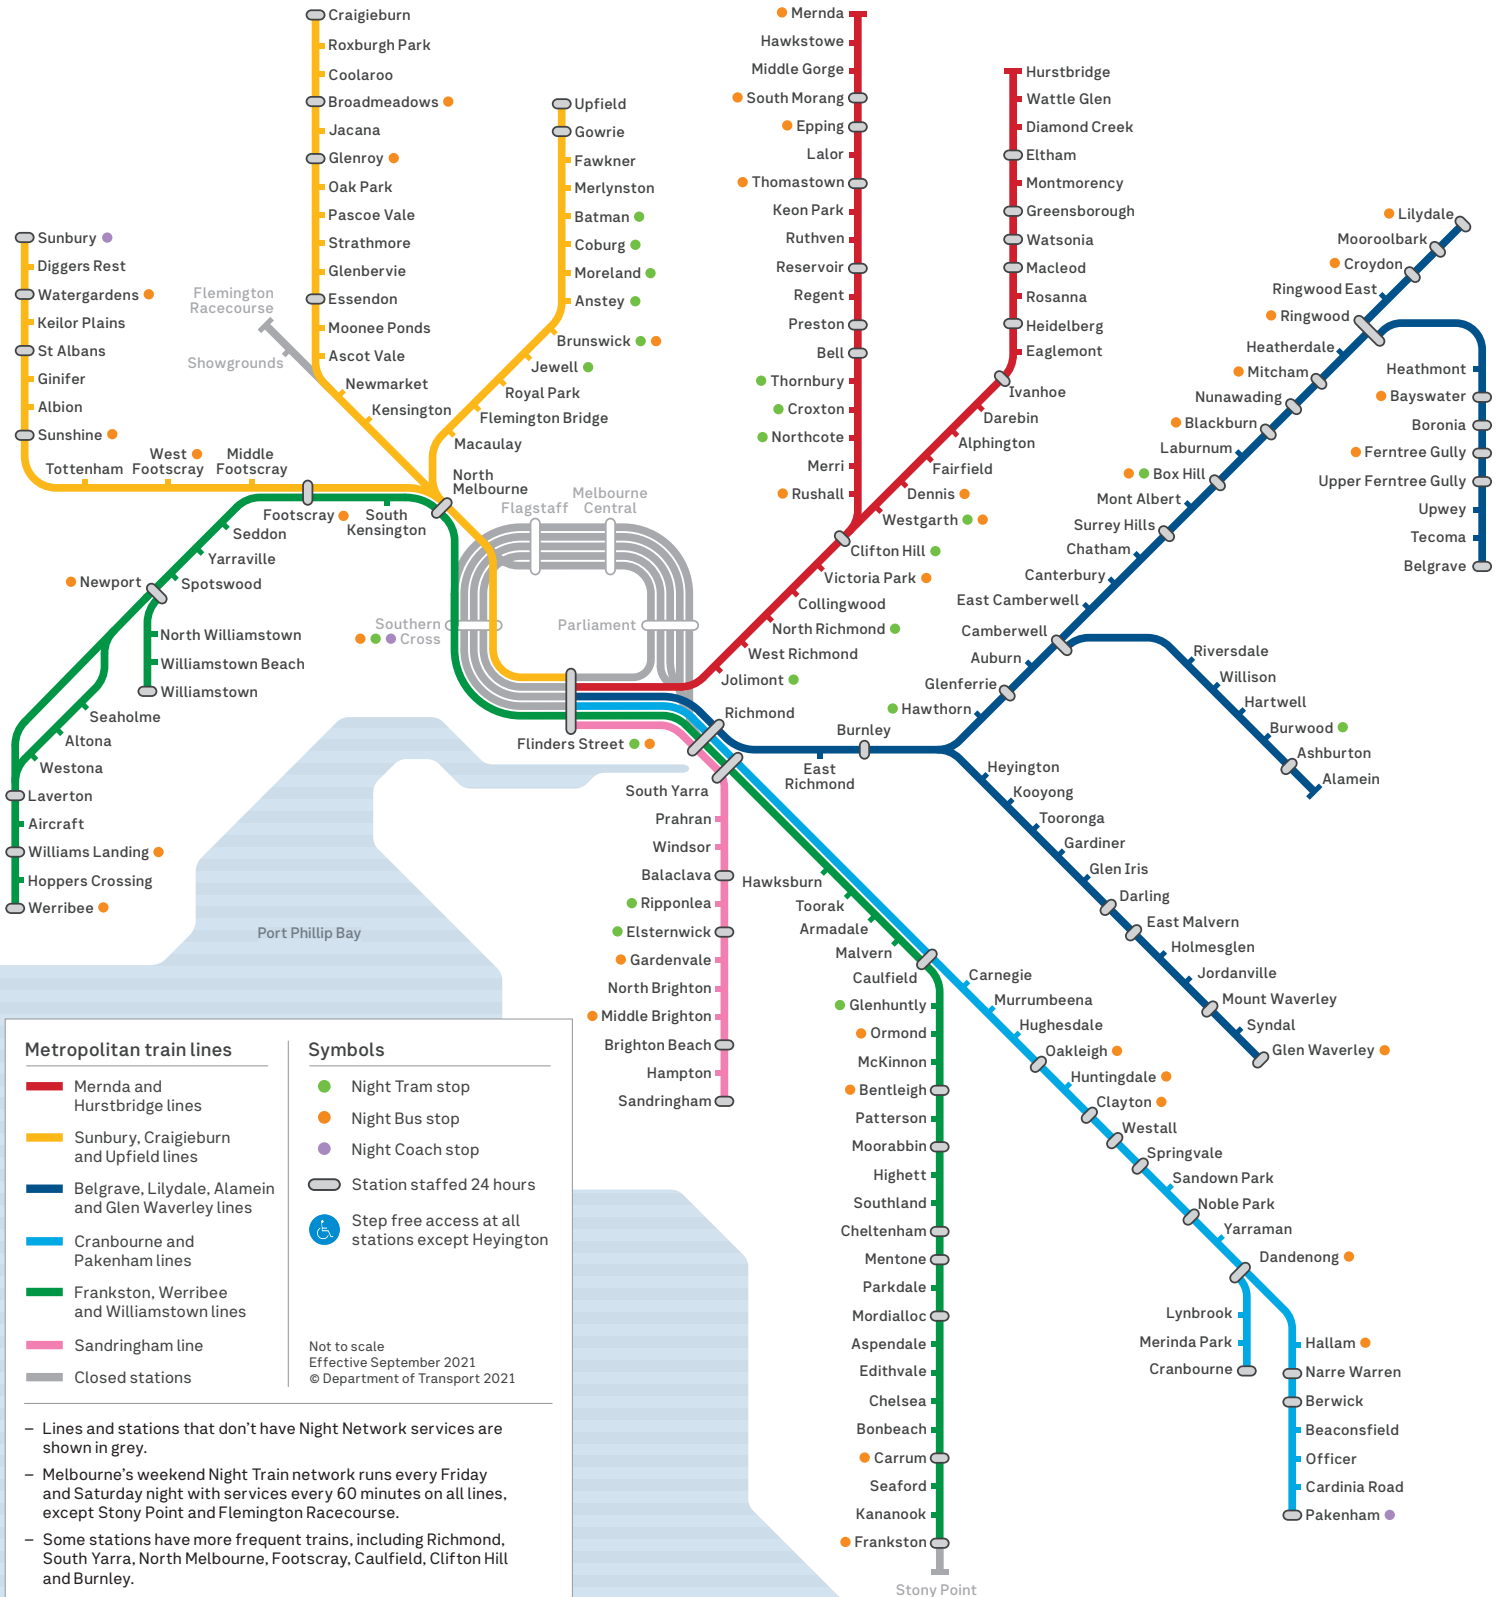 Craigieburn
Roxburgh Park
Coolaroo
Broadmeadows
Jacana
Glenroy
Oak Park
Pascoe Vale
Strathmore
Glenbervie
Essendon
Moonee Ponds
Ascot Vale
Newmarket
Kensington
Upfield
Gowrie
Fawkner
Merlynston
Batman
Coburg
Moreland
Anstey
Brunswick
Jewell
Royal Park
Flemington Bridge
Macaulay
North
Melbourne
Sunbury
Diggers Rest
Watergardens
Keilor Plains
St Albans
Ginifer
Albion
Sunshine
Tottenham
West
Footscray
Middle
Footscray
Footscray
South
Kensington
Flemington
Racecourse
Showgrounds
Seddon
Yarraville
Spotswood
Newport
North Williamstown
Williamstown Beach
Williamstown
Seaholme
Altona
Westona
Laverton
Aircraft
Williams Landing
Hoppers Crossing
Werribee
Flagstaff
Melbourne
Central
Southern
Cross
Parliament
Flinders Street
Mernda
Hawkstowe
Middle Gorge
South Morang
Epping
Lalor
Thomastown
Keon Park
Ruthven
Reservoir
Regent
Preston
Bell
Thornbury
Croxton
Northcote
Merri
Rushall
Hurstbridge
Wattle Glen
Diamond Creek
Eltham
Montmorency
Greensborough
Watsonia
Macleod
Rosanna
Heidelberg
Eaglemont
Ivanhoe
Darebin
Alphington
Fairfield
Dennis
Westgarth
Clifton Hill
Victoria Park
Collingwood
North Richmond
West Richmond
Jolimont
Richmond
Lilydale
Mooroolbark
Croydon
Ringwood East
Ringwood
Heatherdale
Mitcham
Nunawading
Blackburn
Laburnum
Box Hill
Mont Albert
Surrey Hills
Chatham
Canterbury
East Camberwell
Camberwell
Auburn
Glenferrie
Hawthorn
Burnley
East
Richmond
Heathmont
Bayswater
Boronia
Ferntree Gully
Upper Ferntree Gully
Upwey
Tecoma
Belgrave
Riversdale
Willison
Hartwell
Burwood
Ashburton
Alamein
Heyington
Kooyong
Tooronga
Gardiner
Glen Iris
Darling
East Malvern
Holmesglen
Jordanville
Mount Waverley
Syndal
Glen Waverley
South Yarra
Prahran
Windsor
Balaclava
Ripponlea
Elsternwick
Gardenvale
North Brighton
Middle Brighton
Brighton Beach
Hampton
Sandringham
Hawksburn
Toorak
Armadale
Malvern
Caulfield
Glenhuntly
Ormond
McKinnon
Bentleigh
Patterson
Moorabbin
Highett
Southland
Cheltenham
Mentone
Parkdale
Mordialloc
Aspendale
Edithvale
Chelsea
Bonbeach
Carrum
Seaford
Kananook
Frankston
Stony Point
Carnegie
Murrumbeena
Hughesdale
Oakleigh
Huntingdale
Clayton
Westall
Springvale
Sandown Park
Noble Park
Yarraman
Dandenong
Lynbrook
Merinda Park
Cranbourne
Hallam
Narre Warren
Berwick
Beaconsfield
Officer
Cardinia Road
Pakenham
Port Phillip Bay
Metropolitan train lines
Mernda and
Hurstbridge lines
Sunbury, Craigieburn
and Upfield lines
Belgrave, Lilydale, Alamein
and Glen Waverley lines
Cranbourne and
Pakenham lines
Frankston, Werribee
and Williamstown lines
Sandringham line
Closed stations
Symbols
Night Tram stop
Night Bus stop
Night Coach stop
Station staffed 24 hours
Step free access at all
stations except Heyington
Not to scale
Effective September 2021
© Department of Transport 2021
– Lines and stations that don't have Night Network services are
shown in grey.
– Melbourne's weekend Night Train network runs every Friday
and Saturday night with services every 60 minutes on all lines,
except Stony Point and Flemington Racecourse.
– Some stations have more frequent trains, including Richmond,
South Yarra, North Melbourne, Footscray, Caulfield, Clifton Hill
and Burnley.